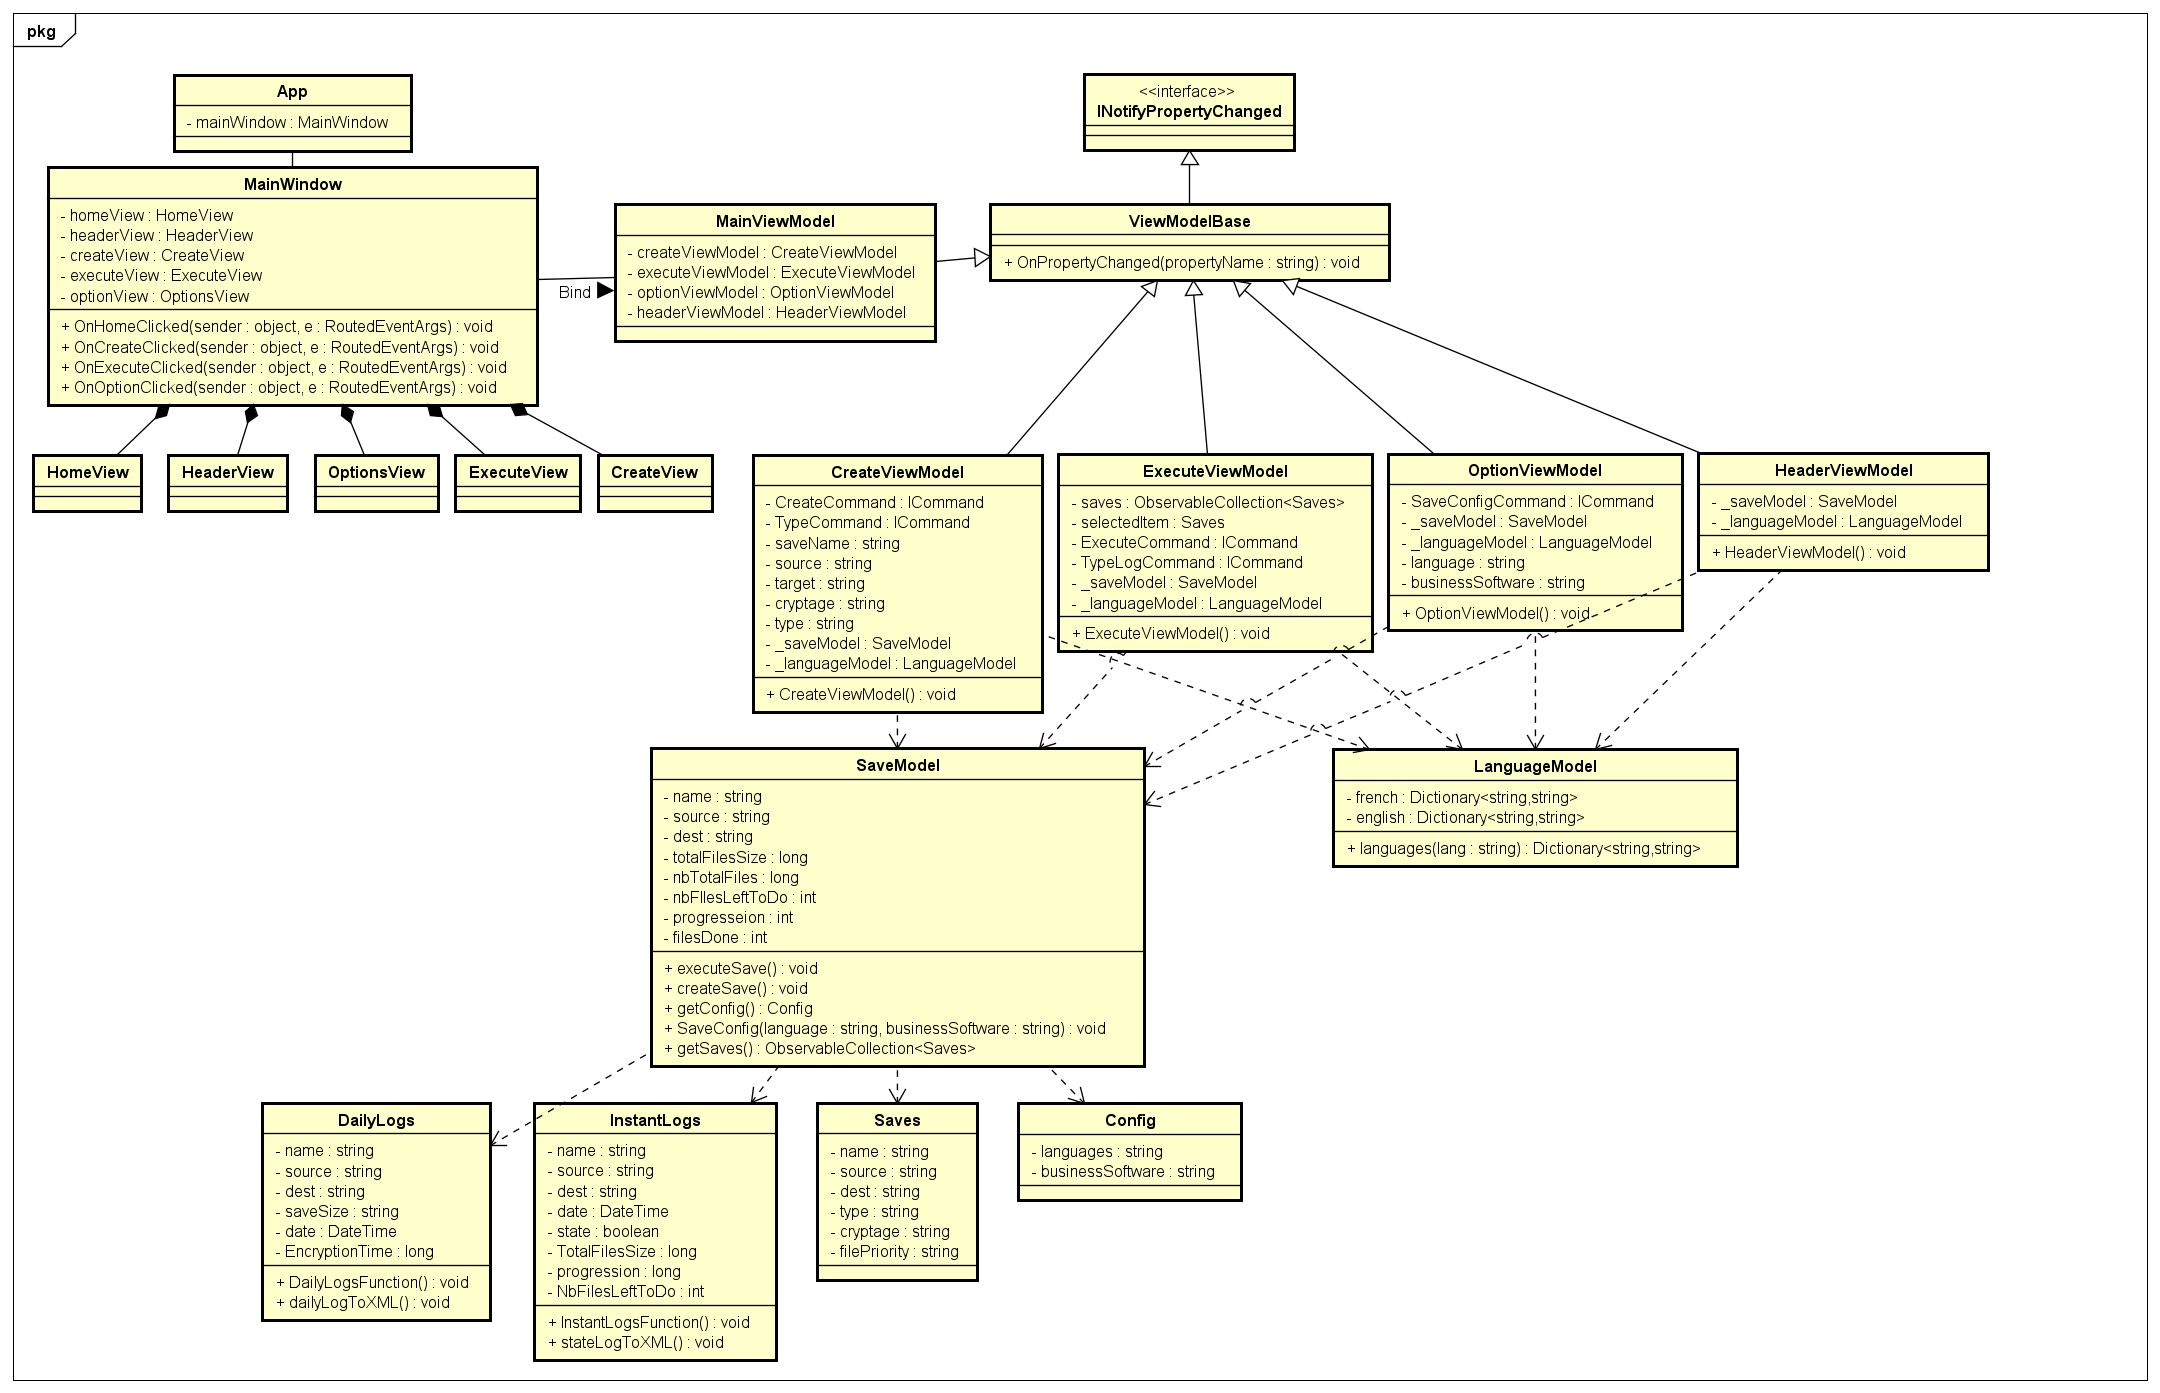 pkg
App
- mainWindow : MainWindow
<<interface>>
INotifyPropertyChanged
MainWindow
- homeView : HomeView
- headerView : HeaderView
- createView : CreateView
- executeView : ExecuteView
- optionView : OptionsView
+ OnHomeClicked(sender : object, e : RoutedEventArgs) : void
+ OnCreateClicked(sender : object, e : RoutedEventArgs) : void
+ OnExecuteClicked(sender : object, e : RoutedEventArgs) : void
+ OnOptionClicked(sender : object, e : RoutedEventArgs) : void
Bind
MainViewModel
- createViewModel : CreateViewModel
- executeViewModel : ExecuteViewModel
- optionViewModel : OptionViewModel
- headerViewModel : HeaderViewModel
ViewModelBase
+ OnPropertyChanged(propertyName : string) : void
HomeView
HeaderView
OptionsView
ExecuteView
CreateView
CreateViewModel
- CreateCommand : ICommand
- TypeCommand : ICommand
- saveName : string
- source : string
- target : string
- cryptage : string
- type : string
- _saveModel : SaveModel
- _languageModel : LanguageModel
+ CreateViewModel() : void
ExecuteViewModel
- saves : ObservableCollection<Saves>
- selectedItem : Saves
- ExecuteCommand : ICommand
- TypeLogCommand : ICommand
- _saveModel : SaveModel
- _languageModel : LanguageModel
+ ExecuteViewModel() : void
OptionViewModel
- SaveConfigCommand : ICommand
- _saveModel : SaveModel
- _languageModel : LanguageModel
- language : string
- businessSoftware : string
+ OptionViewModel() : void
HeaderViewModel
- _saveModel : SaveModel
- _languageModel : LanguageModel
+ HeaderViewModel() : void
SaveModel
- name : string
- source : string
- dest : string
- totalFilesSize : long
- nbTotalFiles : long
- nbFIlesLeftToDo : int
- progresseion : int
- filesDone : int
+ executeSave() : void
+ createSave() : void
+ getConfig() : Config
+ SaveConfig(language : string, businessSoftware : string) : void
+ getSaves() : ObservableCollection<Saves>
LanguageModel
- french : Dictionary<string,string>
- english : Dictionary<string,string>
+ languages(lang : string) : Dictionary<string,string>
DailyLogs
- name : string
- source : string
- dest : string
- saveSize : string
- date : DateTime
- EncryptionTime : long
+ DailyLogsFunction() : void
+ dailyLogToXML() : void
InstantLogs
- name : string
- source : string
- dest : string
- date : DateTime
- state : boolean
- TotalFilesSize : long
- progression : long
- NbFilesLeftToDo : int
+ InstantLogsFunction() : void
+ stateLogToXML() : void
Saves
- name : string
- source : string
- dest : string
- type : string
- cryptage : string
- filePriority : string
Config
- languages : string
- businessSoftware : string